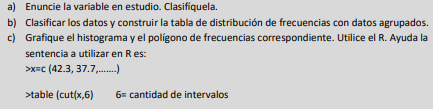 a) Enuncie la variable en estudio. Clasifíquela.
b) Clasificar los datos y construir la tabla de distribución de frecuencias con datos agrupados.
c) Grafique el histograma y el polígono de frecuencias correspondiente. Utilice el R. Ayuda la
sentencia a utilizar en R es:
>x=c (42.3, 37.7,.......)
>table (cut(x,6) 6= cantidad de intervalos